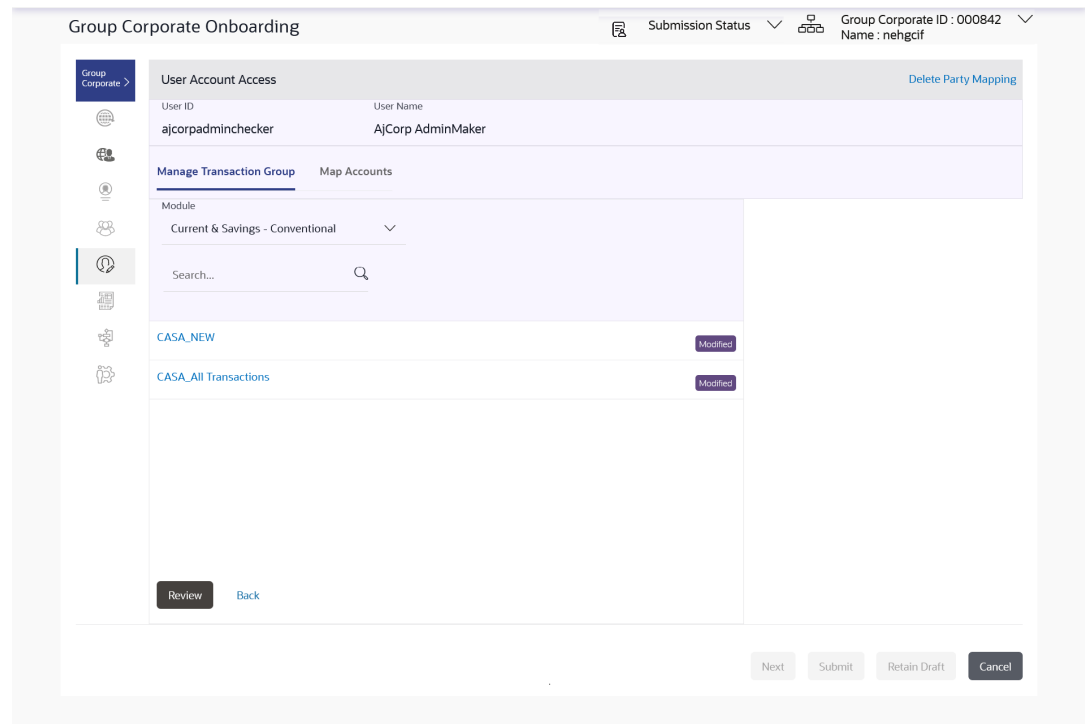 Group Corporate Onboarding
Submission Status
Group Corporate ID : 000842
Name : nehgcif
Group
Corporate >
User Account Access
Delete Party Mapping
User ID
User Name
ajcorpadminchecker
AjCorp AdminMaker
Manage Transaction Group
Map Accounts
Module
Current & Savings - Conventional
Search...
CASA_NEW
Modified
CASA_All Transactions
Modified
Review
Back
Next
Submit
Retain Draft
Cancel